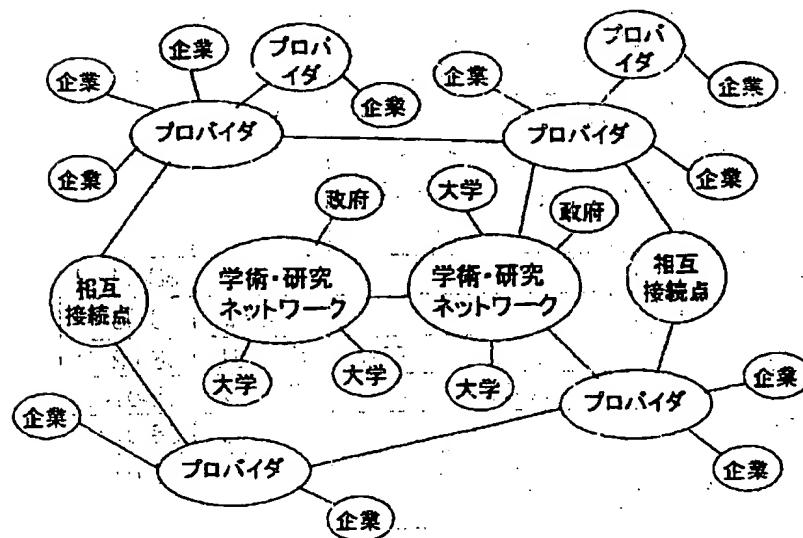 企業
プロバ
イダ
企業
企業
企業
プロバイダ
企業
プロバ
イダ
企業
企業
プロバイダ
企業
政府
大学
政府
相互
接続点
学術・研究
ネットワーク
学術・研究
ネットワーク
相互
接続点
大学
大学
大学
企業
プロバイダ
企業
企業
プロバイダ
企業
企業